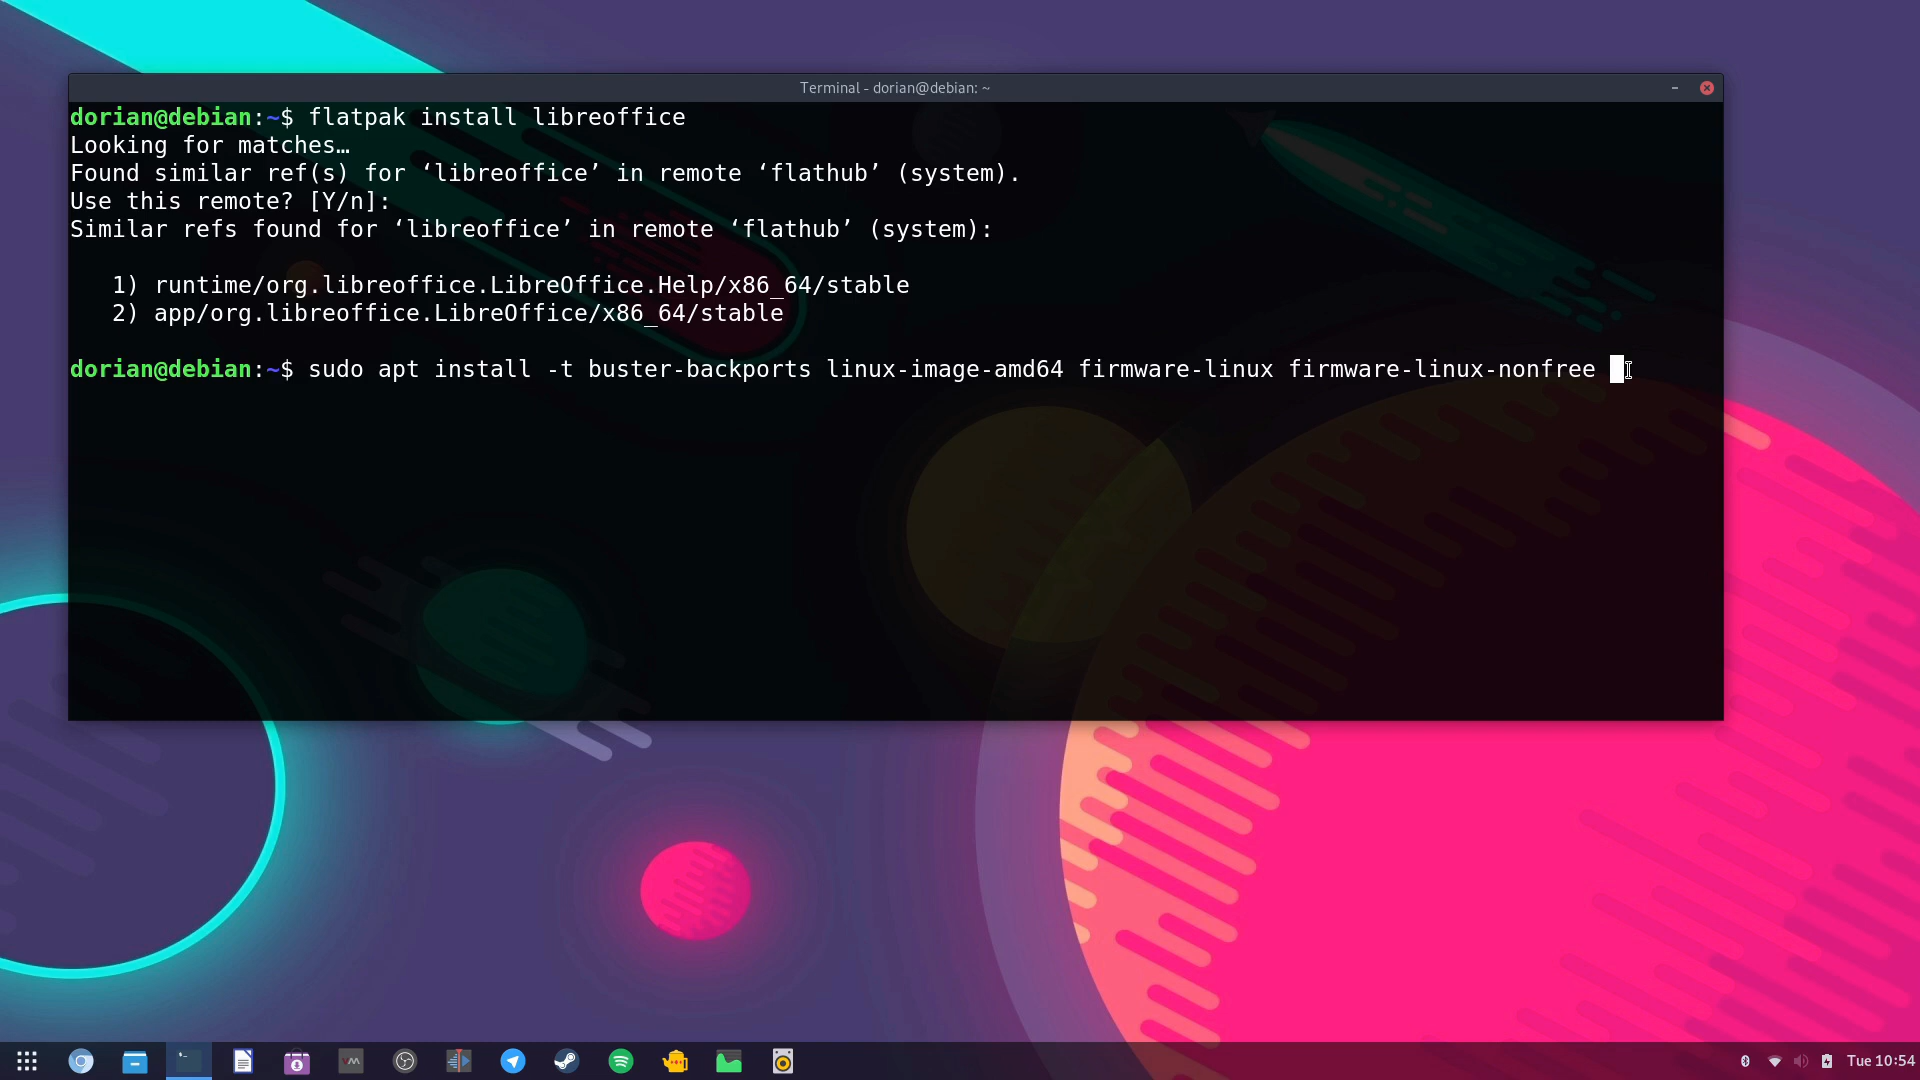 Terminal - dorian@debian: ~
dorian@debian:~$ flatpak install libreoffice
Looking for matches…
Found similar ref(s) for ‘libreoffice’ in remote ‘flathub’ (system).
Use this remote? [Y/n]:
Similar refs found for ‘libreoffice’ in remote ‘flathub’ (system):
1) runtime/org.libreoffice.LibreOffice.Help/x86_64/stable
2) app/org.libreoffice.LibreOffice/x86_64/stable
dorian@debian:~$ sudo apt install -t buster-backports linux-image-amd64 firmware-linux firmware-linux-nonfree
Tue 10:54